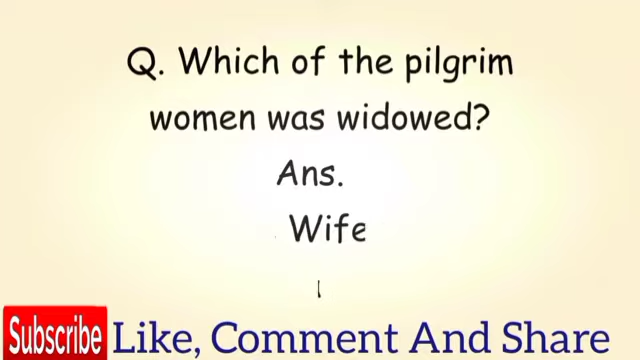 Q. Which of the pilgrim
women was widowed?
Ans.
Wife
Subscribe Like, Comment And Share